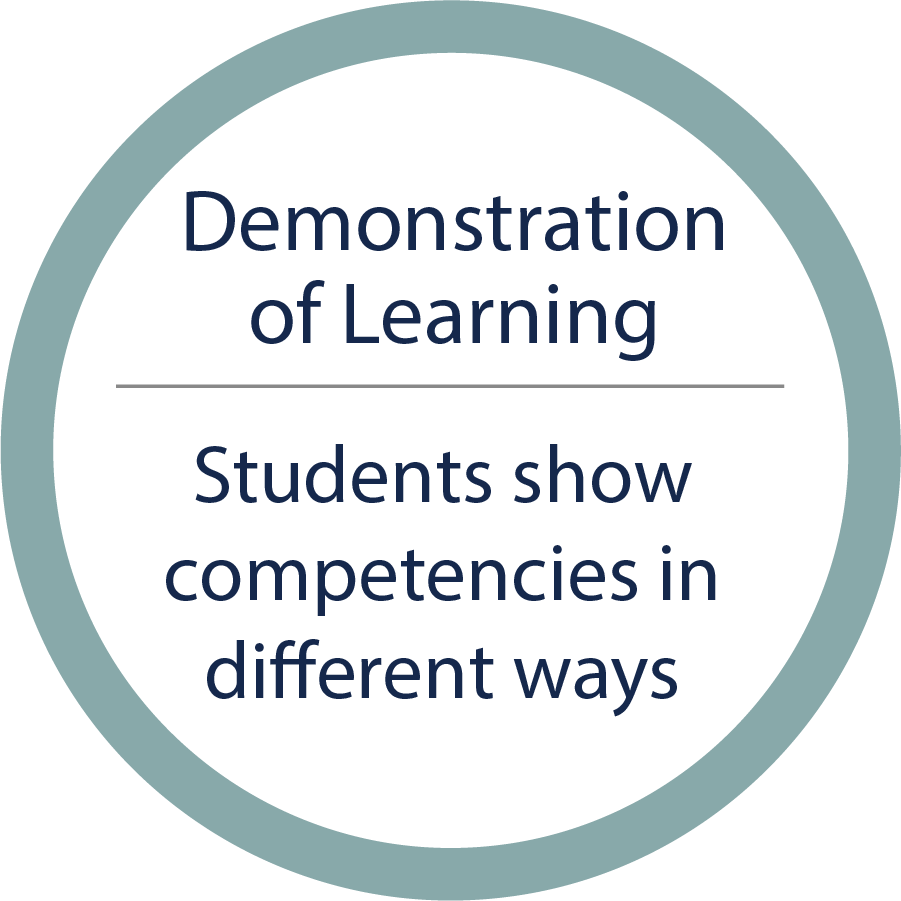 Demonstration
of Learning
Students show
competencies in
different ways